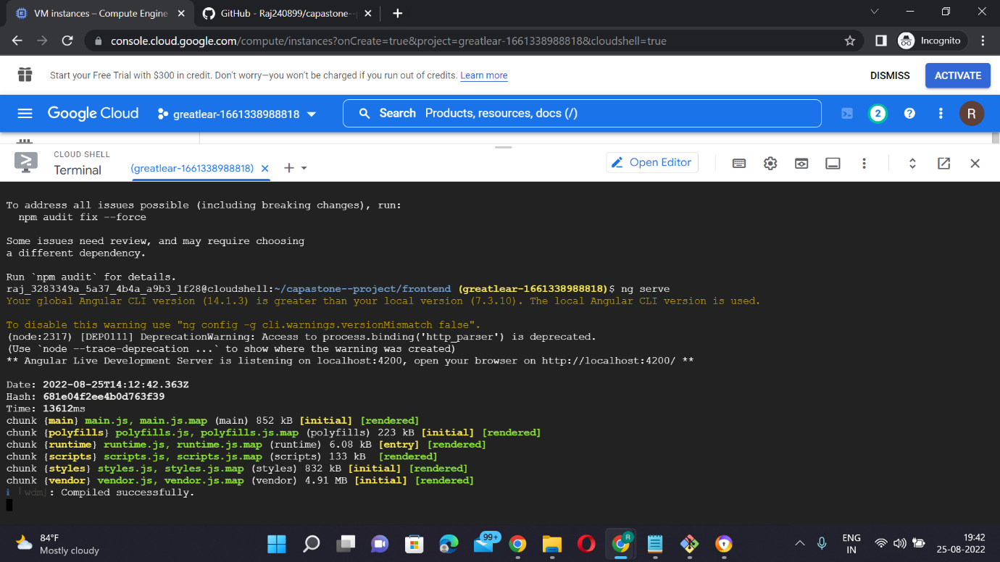 VM instances – Compute Engine
GitHub - Raj240899/capastone--
console.cloud.google.com/compute/instances?onCreate=true&project=greatlear-1661338988818&cloudshell=true
Incognito
Start your Free Trial with $300 in credit. Don't worry—you won't be charged if you run out of credits. Learn more
DISMISS
ACTIVATE
Google Cloud
greatlear-1661338988818
Search Products, resources, docs (/)
2
R
CLOUD SHELL
Terminal
(greatlear-1661338988818)
Open Editor
To address all issues possible (including breaking changes), run:
npm audit fix --force
Some issues need review, and may require choosing
a different dependency.
Run `npm audit` for details.
raj_3283349a_5a37_4b4a_a9b3_1f28@cloudshell:~/capastone--project/frontend (greatlear-1661338988818)$ ng serve
Your global Angular CLI version (14.1.3) is greater than your local version (7.3.10). The local Angular CLI version is used.
To disable this warning use "ng config -g cli.warnings.versionMismatch false".
(node:2317) [DEP0111] DeprecationWarning: Access to process.binding('http_parser') is deprecated.
(Use `node --trace-deprecation ...` to show where the warning was created)
** Angular Live Development Server is listening on localhost:4200, open your browser on http://localhost:4200/ **
Date: 2022-08-25T14:12:42.363Z
Hash: 681e04f2ee4b0d763f39
Time: 13612ms
chunk {main} main.js, main.js.map (main) 852 kB [initial] [rendered]
chunk {polyfills} polyfills.js, polyfills.js.map (polyfills) 223 kB [initial] [rendered]
chunk {runtime} runtime.js, runtime.js.map (runtime) 6.08 kB [entry] [rendered]
chunk {scripts} scripts.js, scripts.js.map (scripts) 133 kB [rendered]
chunk {styles} styles.js, styles.js.map (styles) 832 kB [initial] [rendered]
chunk {vendor} vendor.js, vendor.js.map (vendor) 4.91 MB [initial] [rendered]
ℹ ｢wdm｣: Compiled successfully.
84°F
Mostly cloudy
99+
R
ENG
IN
19:42
25-08-2022